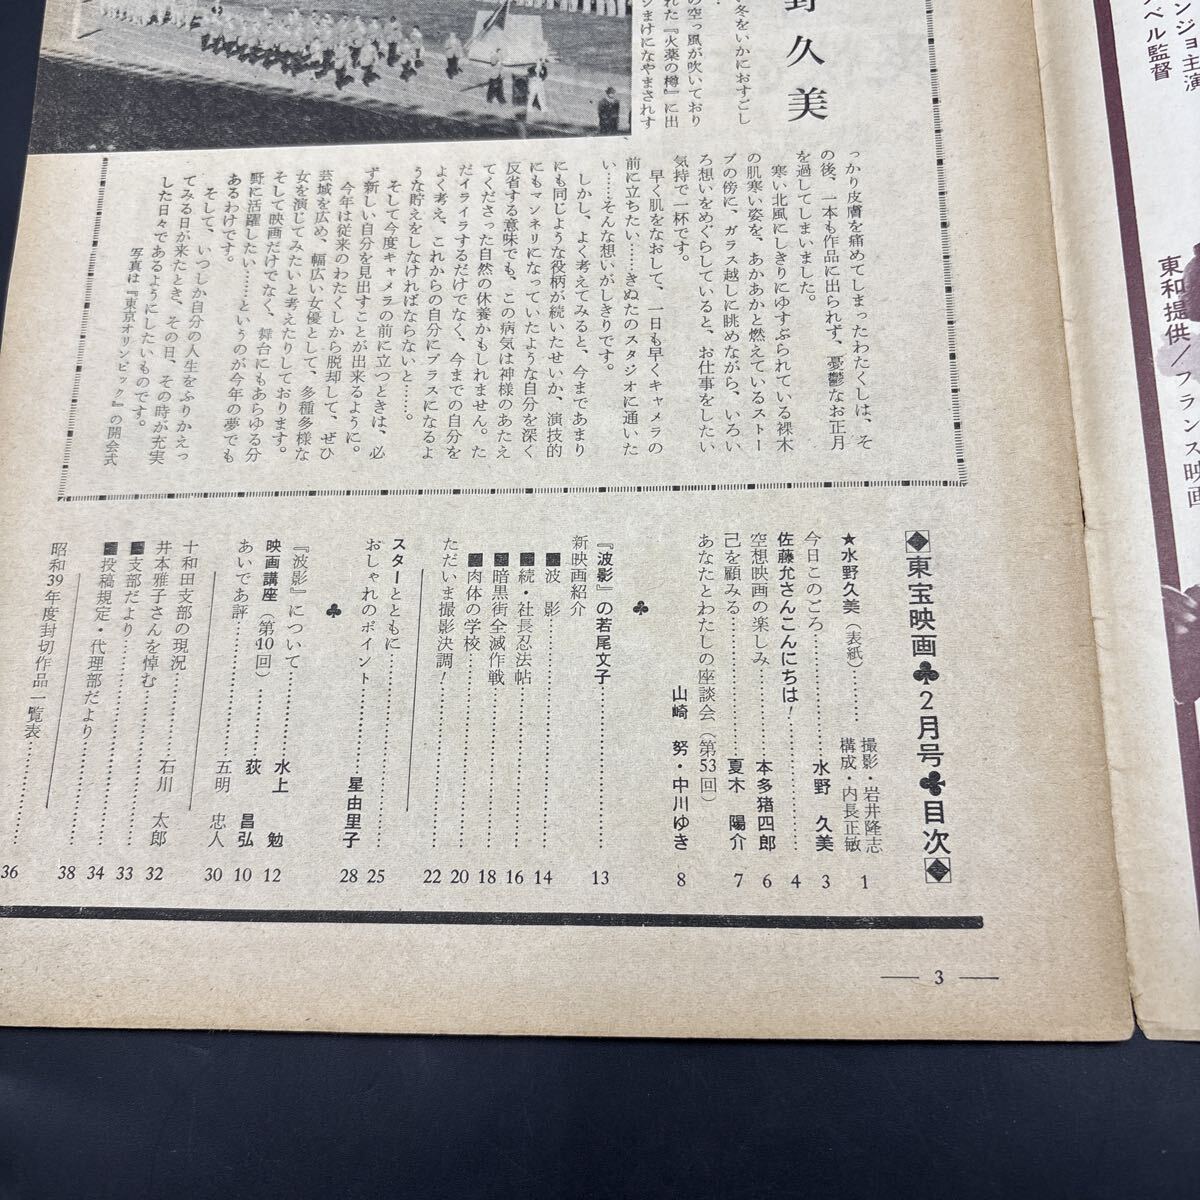 ンジョ主演
ベル監督
東和提供/フランス映画
野久美
冬をいかにおすごし
の空っ風が吹いており
れた『火薬の樽』に出
まけになやまされす
っかり皮膚を痛めてしまったわたくしは、そ
の後、一本も作品に出られず、憂鬱なお正月
を過してしまいました。
寒い北風にしきりにゆすぶられている裸木
の肌寒い姿を、あかあかと燃えているストー
ブの傍に、ガラス越しに眺めながら、いろい
ろ想いをめぐらしていると、お仕事をしたい
気持で一杯です。
早く肌をなおして、一日も早くキャメラの
前に立ちたい……きぬたのスタジオに通いた
い……そんな想いがしきりです。
しかし、よく考えてみると、今まであまり
にも同じような役柄が続いたせいか、演技的
にもマンネリになっていたような自分を深く
反省する意味でも、この病気は神様のあたえ
てくださった自然の休養かもしれません。た
だイライラするだけでなく、今までの自分を
よく考え、これからの自分にプラスになるよ
うな貯えをしなければならないと……。
そして今度キャメラの前に立つときは、必
ず新しい自分を見出すことが出来るように。
今年は従来のわたくしから脱却して、ぜひ
芸域を広め、幅広い女優として、多種多様な
女を演じてみたいと考えたりしております。
そして映画だけでなく、舞台にもあらゆる分
野に活躍したい……というのが今年の夢でも
あるわけです。
そして、いつしか自分の人生をふりかえっ
てみる日が来たとき、その日、その時が充実
した日々であるようにしたいものです。
写真は『東京オリンピック』の開会式
◆東宝映画♣2月号♣目次◆
★水野久美(表紙)………撮影・岩井隆志
構成・内長正敏 1
今日このごろ……………水野 久美 3
佐藤允さんこんにちは!…………… 4
空想映画の楽しみ…………本多猪四郎 6
己を顧みる…………夏木 陽介 7
あなたとわたしの座談会(第53回)
山崎 努・中川ゆき 8
♣
『波影』の若尾文子…………… 13
新映画紹介
■波 影…………… 14
■続・社長忍法帖…………… 16
■暗黒街全滅作戦…………… 18
■肉体の学校…………… 20
ただいま撮影決調!…………… 22
スターとともに…………… 25
おしゃれのポイント…………星由里子 28
♣
『波影』について…………水上 勉 12
映画講座(第10回)…………荻 昌弘 10
あいであ評…………五明 忠人 30
十和田支部の現況…………石川 太郎 32
井本雅子さんを悼む…………… 33
■支部だより…………… 34
■投稿規定・代理部だより…………… 38
昭和39年度封切作品一覧表…………… 36
― 3 ―